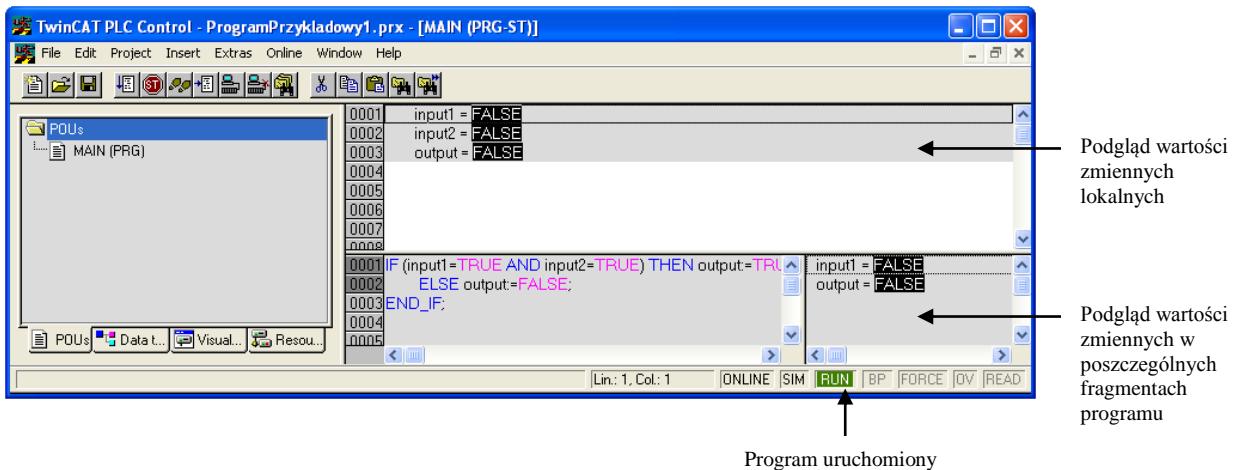 TwinCAT PLC Control - ProgramPrzykladowy1.prx - [MAIN (PRG-ST)]
File Edit Project Insert Extras Online Window Help
POUs
MAIN (PRG)
POUs Data t... Visual... Resou...
0001 input1 = FALSE
0002 input2 = FALSE
0003 output = FALSE
0004
0005
0006
0007
0008
0001 IF (input1=TRUE AND input2=TRUE) THEN output:=TRU
0002 ELSE output:=FALSE;
0003 END_IF;
0004
0005
input1 = FALSE
output = FALSE
Lin.: 1, Col.: 1 ONLINE SIM RUN BP FORCE OV READ
Podgląd wartości
zmiennych
lokalnych
Podgląd wartości
zmiennych w
poszczególnych
fragmentach
programu
Program uruchomiony